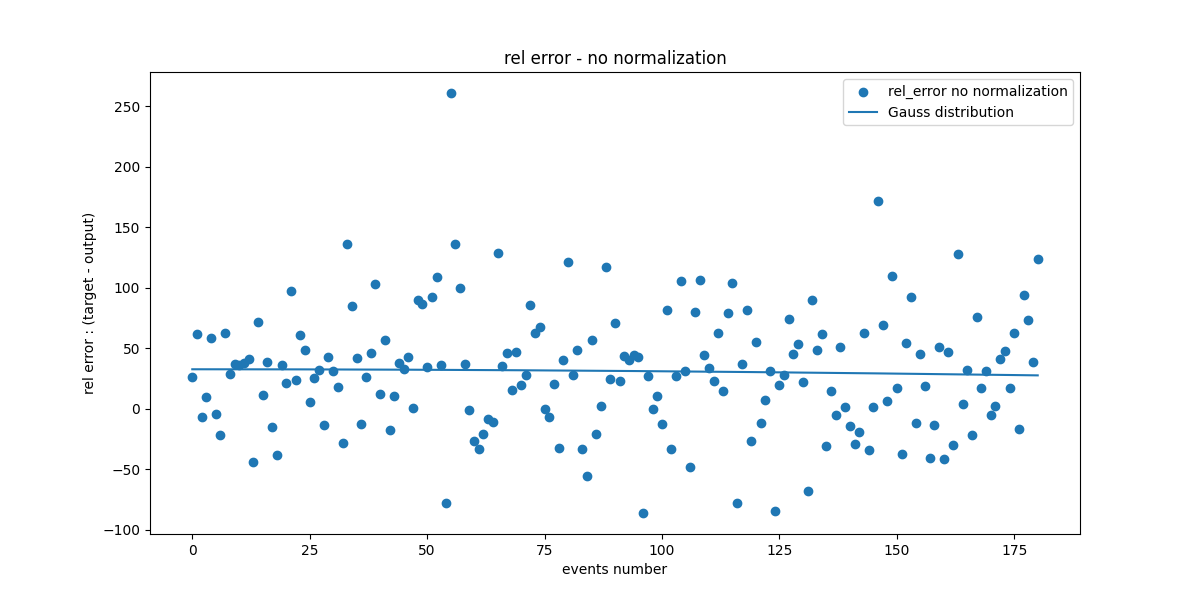 rel error - no normalization
rel_error no normalization
Gauss distribution
rel error : (target - output)
250
200
150
100
50
0
−50
−100
0 25 50 75 100 125 150 175
events number